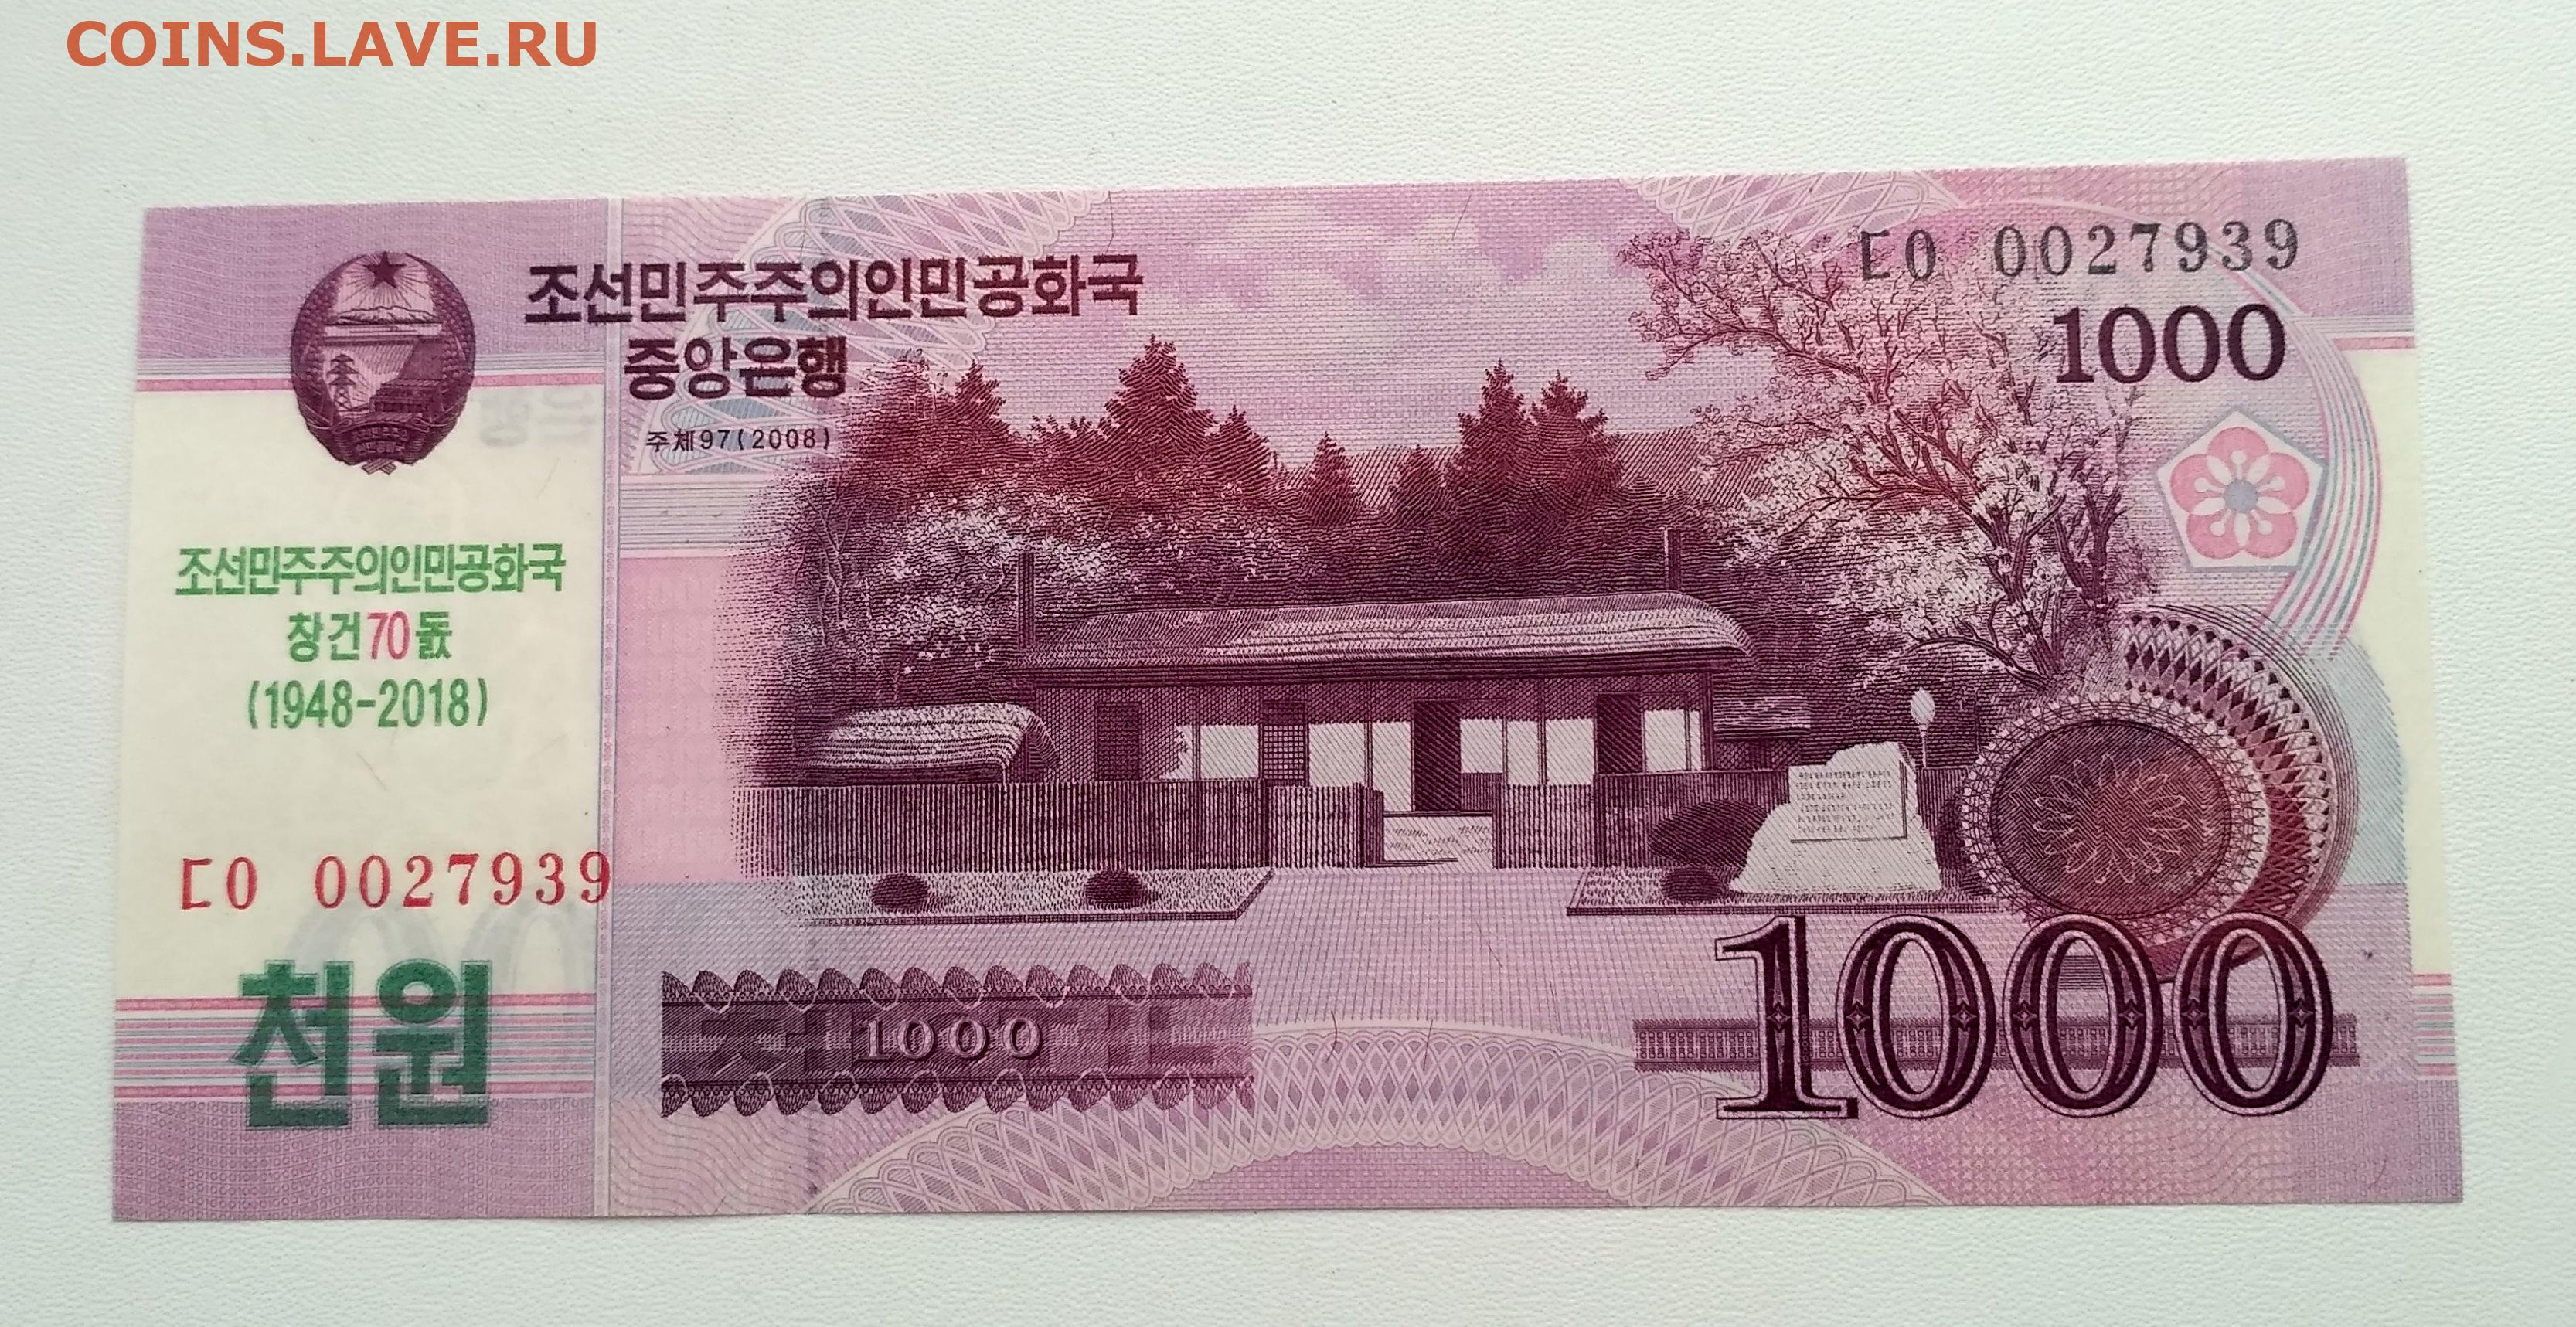 COINS.LAVE.RU
조선민주주의인민공화국
중앙은행
주체97(2008)
ㄷㅇ 0027939
1000
조선민주주의인민공화국
창건70돐
(1948-2018)
ㄷㅇ 0027939
천원
1000
1000